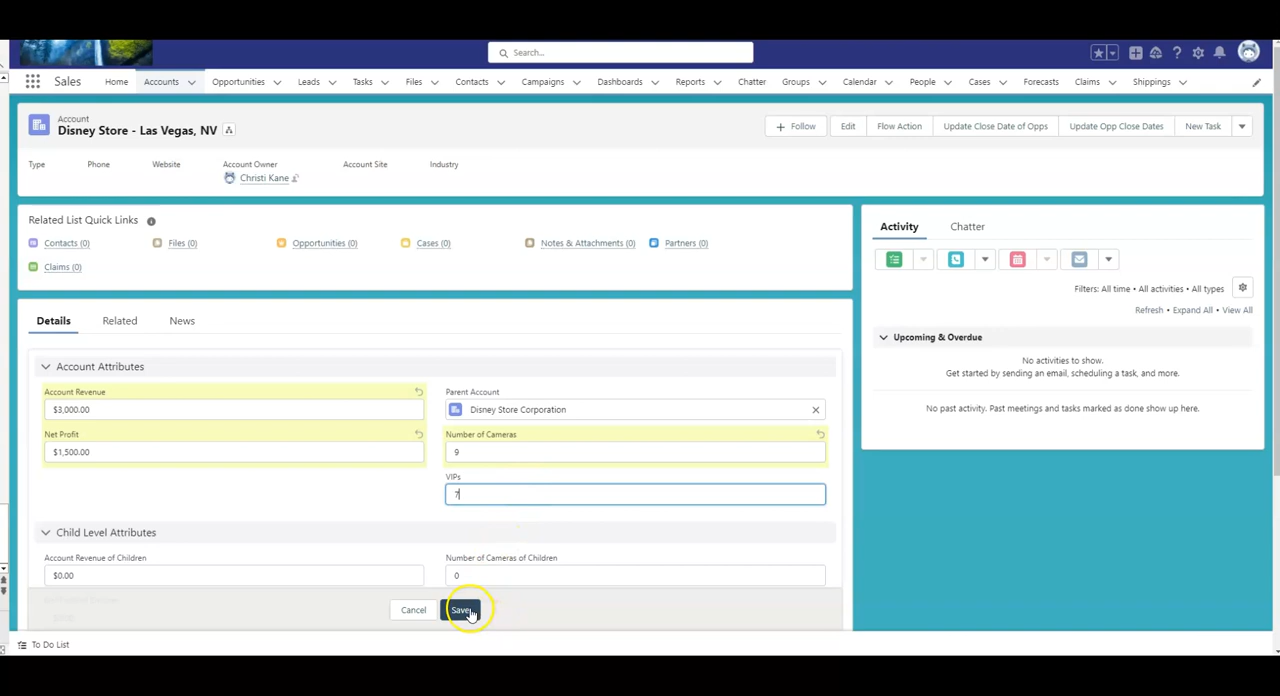 Search...
Sales Home Accounts Opportunities Leads Tasks Files Contacts Campaigns Dashboards Reports Chatter Groups Calendar People Cases Forecasts Claims Shippings
Account
Disney Store - Las Vegas, NV
Follow Edit Flow Action Update Close Date of Opps Update Opp Close Dates New Task
Type Phone Website Account Owner Account Site Industry
Christi Kane
Related List Quick Links
Contacts (0) Files (0) Opportunities (0) Cases (0) Notes & Attachments (0) Partners (0)
Claims (0)
Activity Chatter
Filters: All time • All activities • All types
Refresh • Expand All • View All
Upcoming & Overdue
No activities to show.
Get started by sending an email, scheduling a task, and more.
No past activity. Past meetings and tasks marked as done show up here.
Details Related News
Account Attributes
Account Revenue Parent Account
$3,000.00 Disney Store Corporation
Net Profit Number of Cameras
$1,500.00 9
VIPs
7
Child Level Attributes
Account Revenue of Children Number of Cameras of Children
$0.00 0
Cancel Save
To Do List